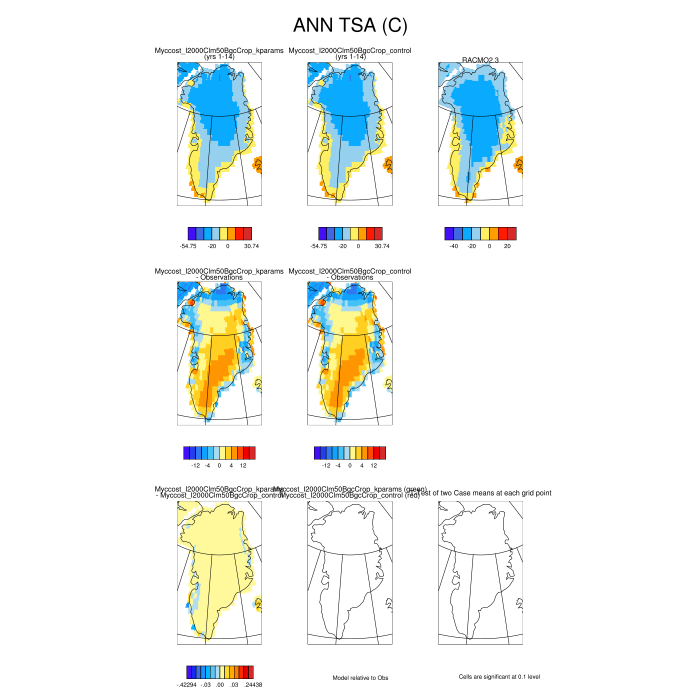 ANN TSA (C)
Myccost_I2000Clm50BgcCrop_kparams
(yrs 1-14)
Myccost_I2000Clm50BgcCrop_control
(yrs 1-14)
RACMO2.3
-54.75 -20 0 30.74
-54.75 -20 0 30.74
-40 -20 0 20
Myccost_I2000Clm50BgcCrop_kparams
- Observations
Myccost_I2000Clm50BgcCrop_control
- Observations
-12 -4 0 4 12
-12 -4 0 4 12
Myccost_I2000Clm50BgcCrop_kparams
- Myccost_I2000Clm50BgcCrop_control
Myccost_I2000Clm50BgcCrop_kparams (green)
Myccost_I2000Clm50BgcCrop_control (red)
of two Case means at each grid point
-.42294 -.03 .00 .03 .24438
Model relative to Obs
Cells are significant at 0.1 level